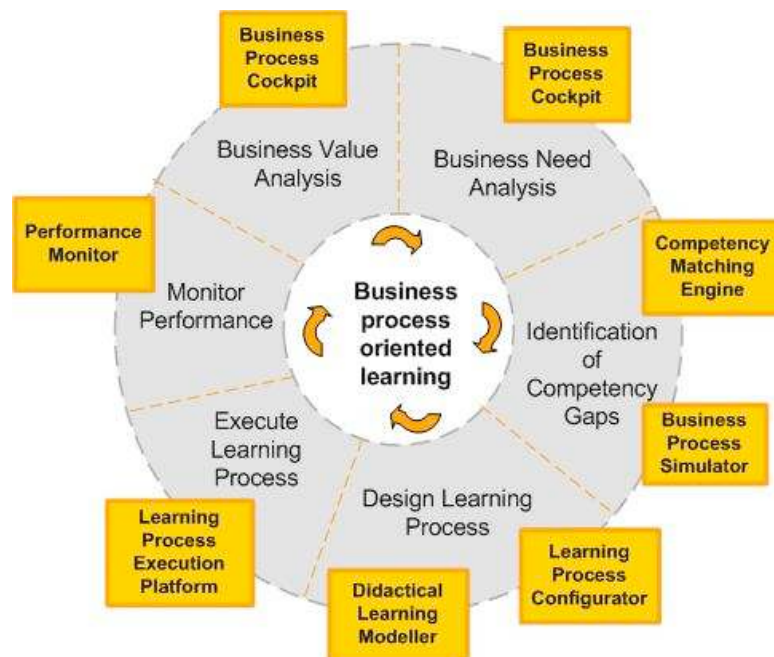 Business
Process
Cockpit
Business
Process
Cockpit
Business Value
Analysis
Business Need
Analysis
Performance
Monitor
Competency
Matching
Engine
Monitor
Performance
Business
process
oriented
learning
Identification
of
Competency
Gaps
Execute
Learning
Process
Business
Process
Simulator
Design Learning
Process
Learning
Process
Execution
Platform
Didactical
Learning
Modeller
Learning
Process
Configurator